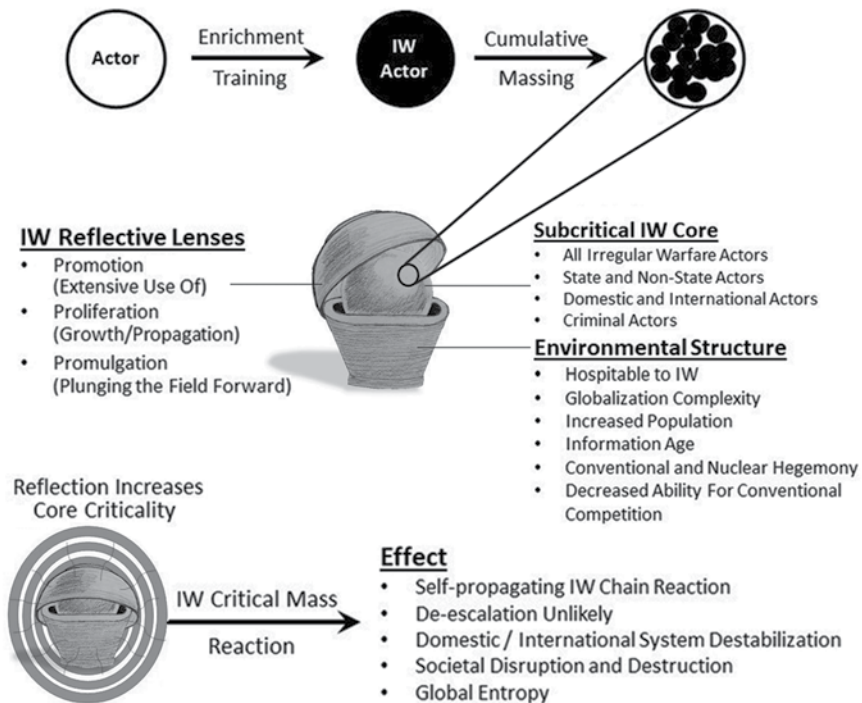 Actor
Enrichment
Training
IW
Actor
Cumulative
Massing
IW Reflective Lenses
• Promotion
(Extensive Use Of)
• Proliferation
(Growth/Propagation)
• Promulgation
(Plunging the Field Forward)
Subcritical IW Core
• All Irregular Warfare Actors
• State and Non-State Actors
• Domestic and International Actors
• Criminal Actors
Environmental Structure
• Hospitable to IW
• Globalization Complexity
• Increased Population
• Information Age
• Conventional and Nuclear Hegemony
• Decreased Ability For Conventional
Competition
Reflection Increases
Core Criticality
IW Critical Mass
Reaction
Effect
• Self-propagating IW Chain Reaction
• De-escalation Unlikely
• Domestic / International System Destabilization
• Societal Disruption and Destruction
• Global Entropy